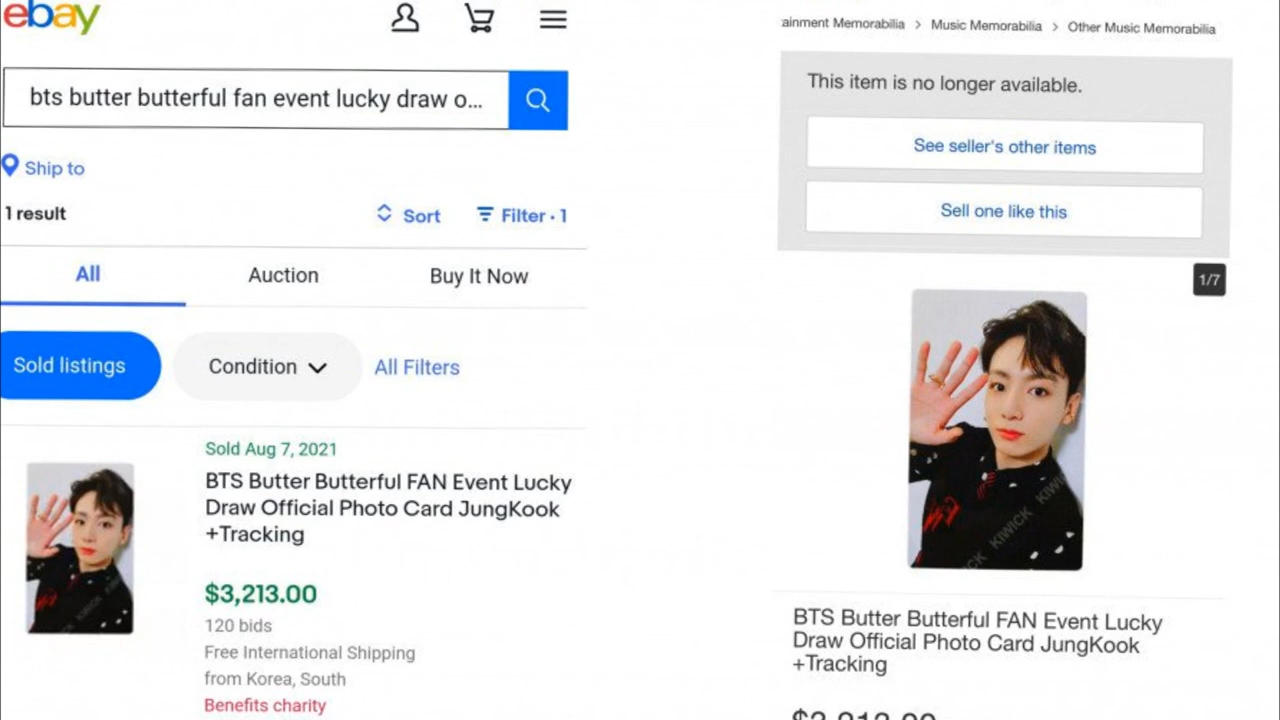 ebay
bts butter butterful fan event lucky draw o...
Ship to
1 result
Sort
Filter · 1
All
Auction
Buy It Now
Sold listings
Condition
All Filters
Sold Aug 7, 2021
BTS Butter Butterful FAN Event Lucky
Draw Official Photo Card JungKook
+Tracking
$3,213.00
120 bids
Free International Shipping
from Korea, South
Benefits charity
KIWICK
ainment Memorabilia > Music Memorabilia > Other Music Memorabilia
This item is no longer available.
See seller's other items
Sell one like this
1/7
KIWICK
BTS Butter Butterful FAN Event Lucky
Draw Official Photo Card JungKook
+Tracking